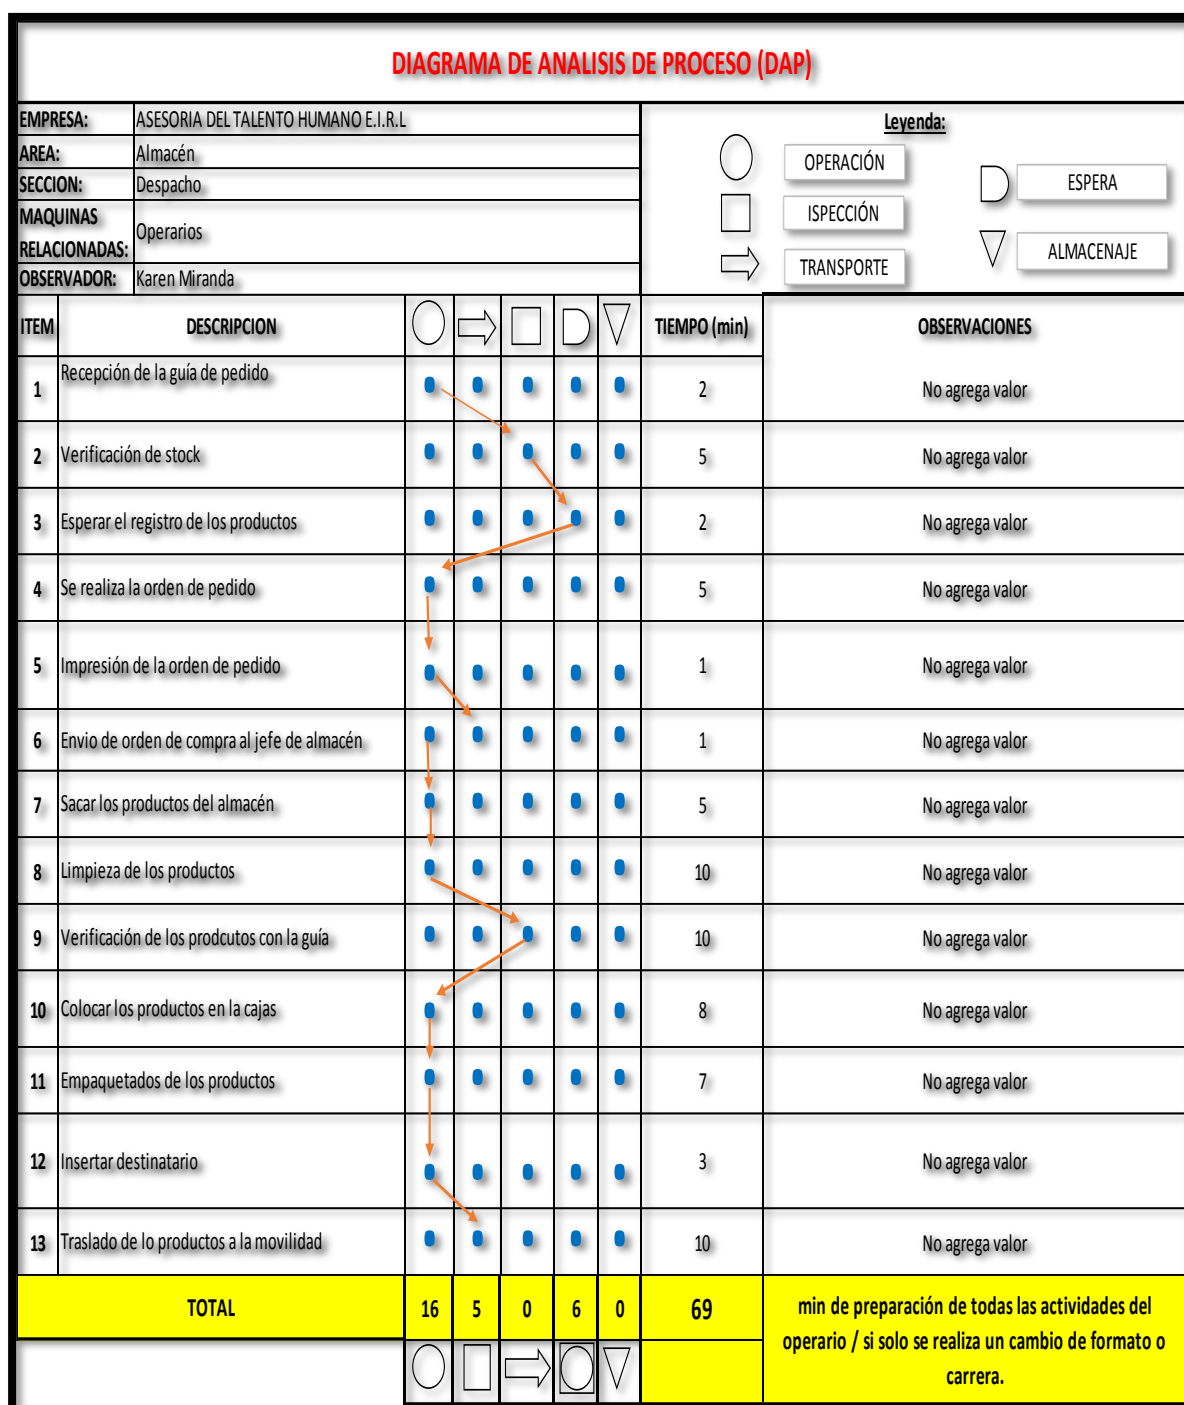 DIAGRAMA DE ANALISIS DE PROCESO (DAP)
EMPRESA: ASESORIA DEL TALENTO HUMANO E.I.R.L
AREA: Almacén
SECCION: Despacho
MAQUINAS
RELACIONADAS: Operarios
OBSERVADOR: Karen Miranda
Leyenda:
OPERACIÓN
ISPECCIÓN
TRANSPORTE
ESPERA
ALMACENAJE
ITEM DESCRIPCION TIEMPO (min) OBSERVACIONES
1 Recepción de la guía de pedido 2 No agrega valor
2 Verificación de stock 5 No agrega valor
3 Esperar el registro de los productos 2 No agrega valor
4 Se realiza la orden de pedido 5 No agrega valor
5 Impresión de la orden de pedido 1 No agrega valor
6 Envio de orden de compra al jefe de almacén 1 No agrega valor
7 Sacar los productos del almacén 5 No agrega valor
8 Limpieza de los productos 10 No agrega valor
9 Verificación de los prodcutos con la guía 10 No agrega valor
10 Colocar los productos en la cajas 8 No agrega valor
11 Empaquetados de los productos 7 No agrega valor
12 Insertar destinatario 3 No agrega valor
13 Traslado de lo productos a la movilidad 10 No agrega valor
TOTAL 16 5 0 6 0 69
min de preparación de todas las actividades del
operario / si solo se realiza un cambio de formato o
carrera.